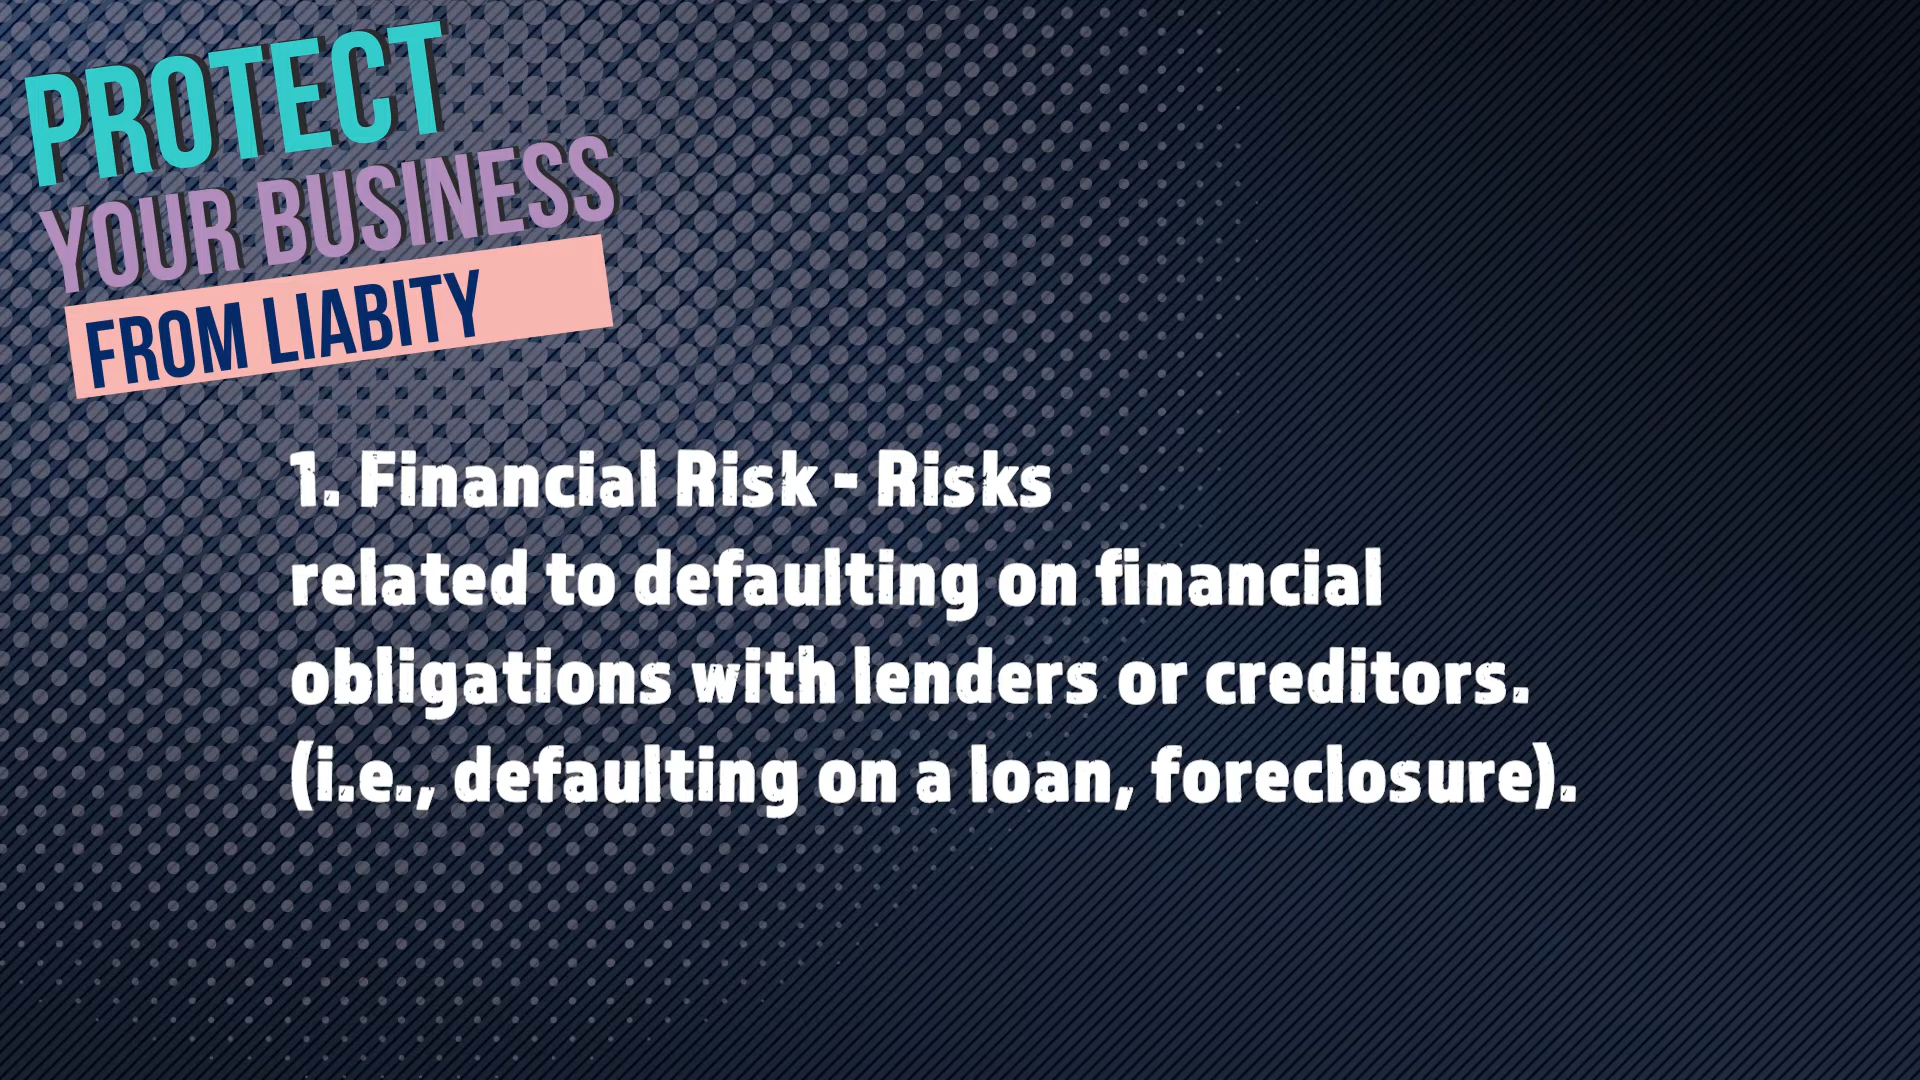 PROTECT
YOUR BUSINESS
FROM LIABITY
1. Financial Risk - Risks
related to defaulting on financial
obligations with lenders or creditors.
(i.e., defaulting on a loan, foreclosure).